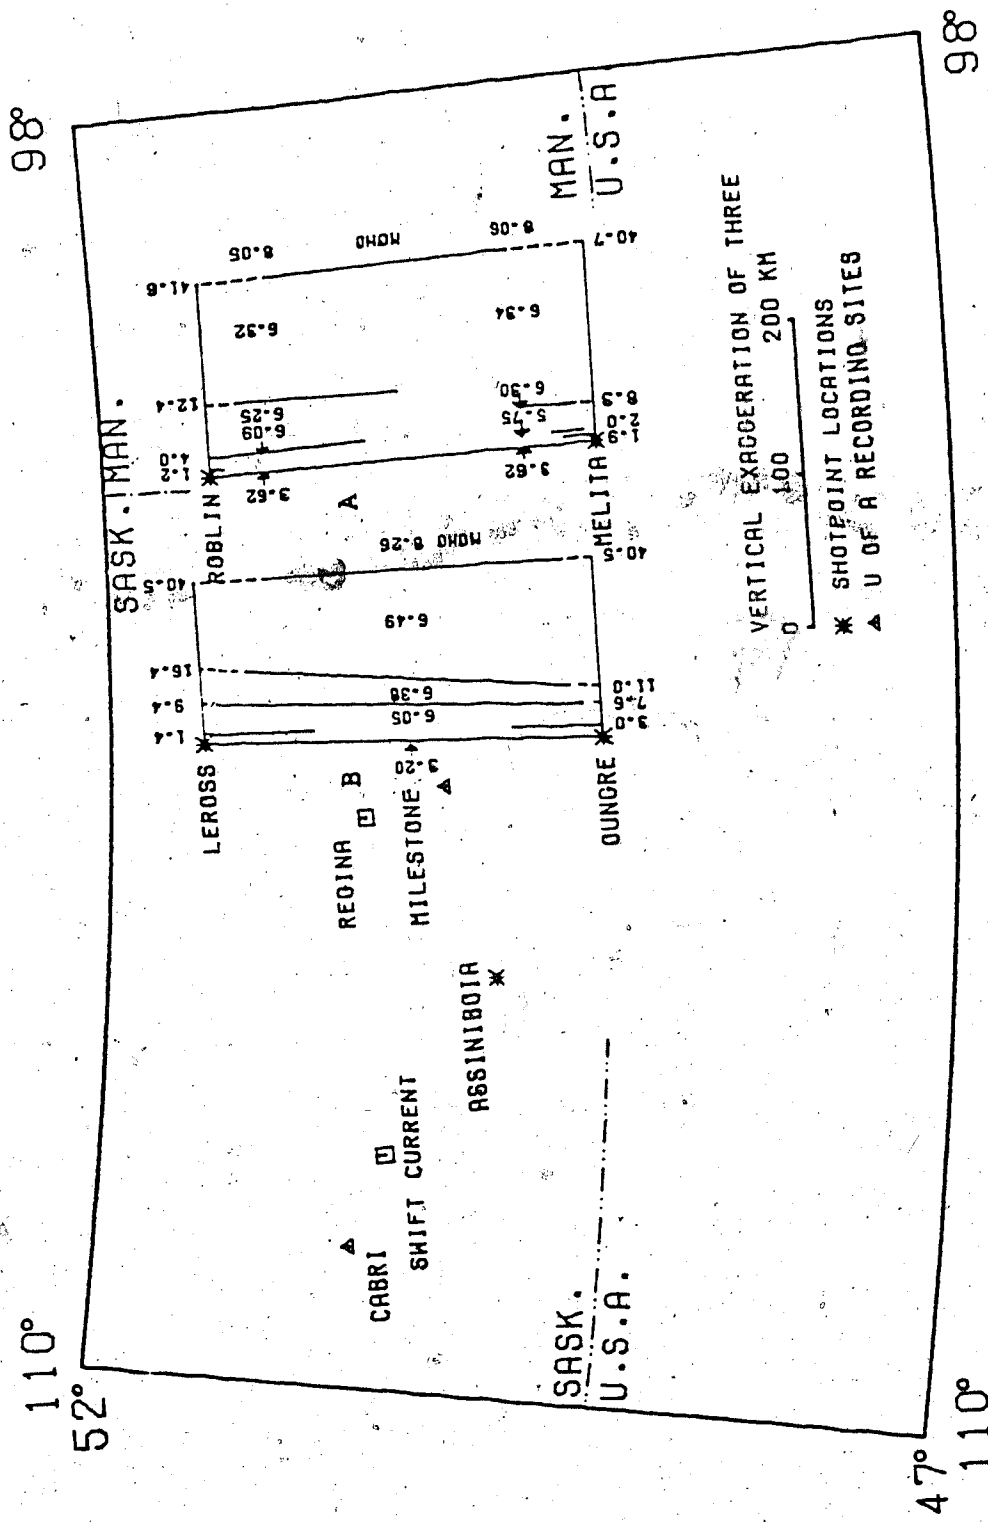 110°
98°
52°
SASK. MAN.
LEROSS
1.4
9.4
16.4
40.5
ROBLIN
1.2
4.0
12.4
41.6
3.62
6.09
6.25
6.32
8.05
REGINA
B
A
CABRI
SWIFT CURRENT
MILESTONE
3.20
6.05
6.38
6.49
MOHO 8.26
MOHO
ASSINIBOIA
3.62
5.75
6.30
6.34
8.06
OUNGRE
3.0
7.6
11.0
40.5
MELITA
1.9
2.0
8.3
40.7
SASK.
U.S.A.
MAN.
U.S.A
VERTICAL EXAGGERATION OF THREE
0 100 200 KM
SHOTPOINT LOCATIONS
U OF A RECORDING SITES
47°
110°
98°